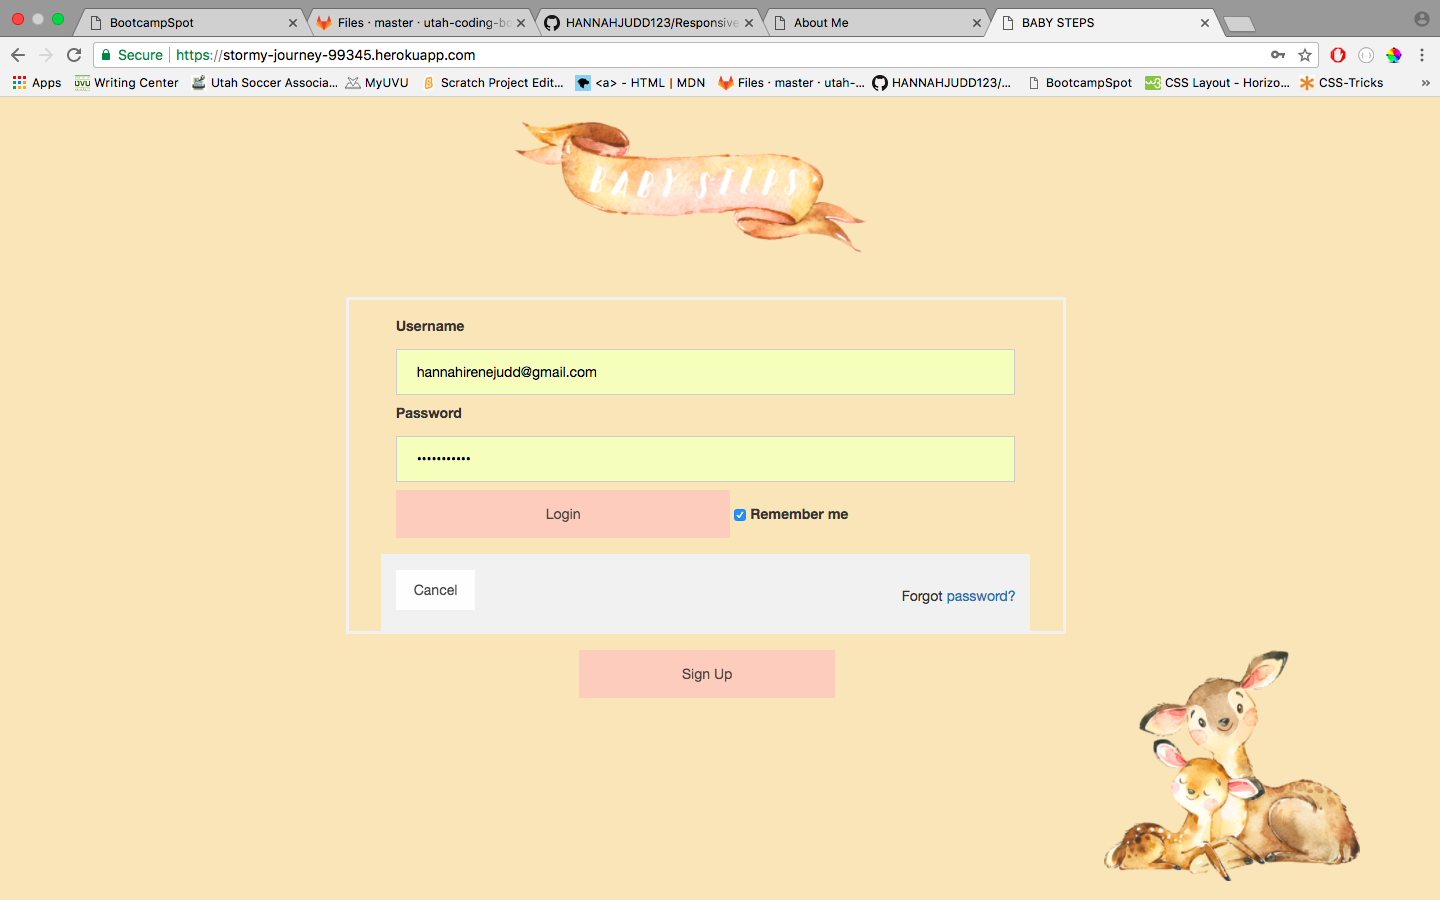 BootcampSpot
Files · master · utah-coding-bo
HANNAHJUDD123/Responsive
About Me
BABY STEPS
Secure
https://stormy-journey-99345.herokuapp.com
Apps
UVU
Writing Center
Utah Soccer Associa...
MyUVU
Scratch Project Edit...
<a> - HTML | MDN
Files · master · utah-...
HANNAHJUDD123/...
BootcampSpot
CSS Layout - Horizo...
CSS-Tricks
»
BABY STEPS
Username
hannahirenejudd@gmail.com
Password
•••••••••••
Login
Remember me
Cancel
Forgot password?
Sign Up